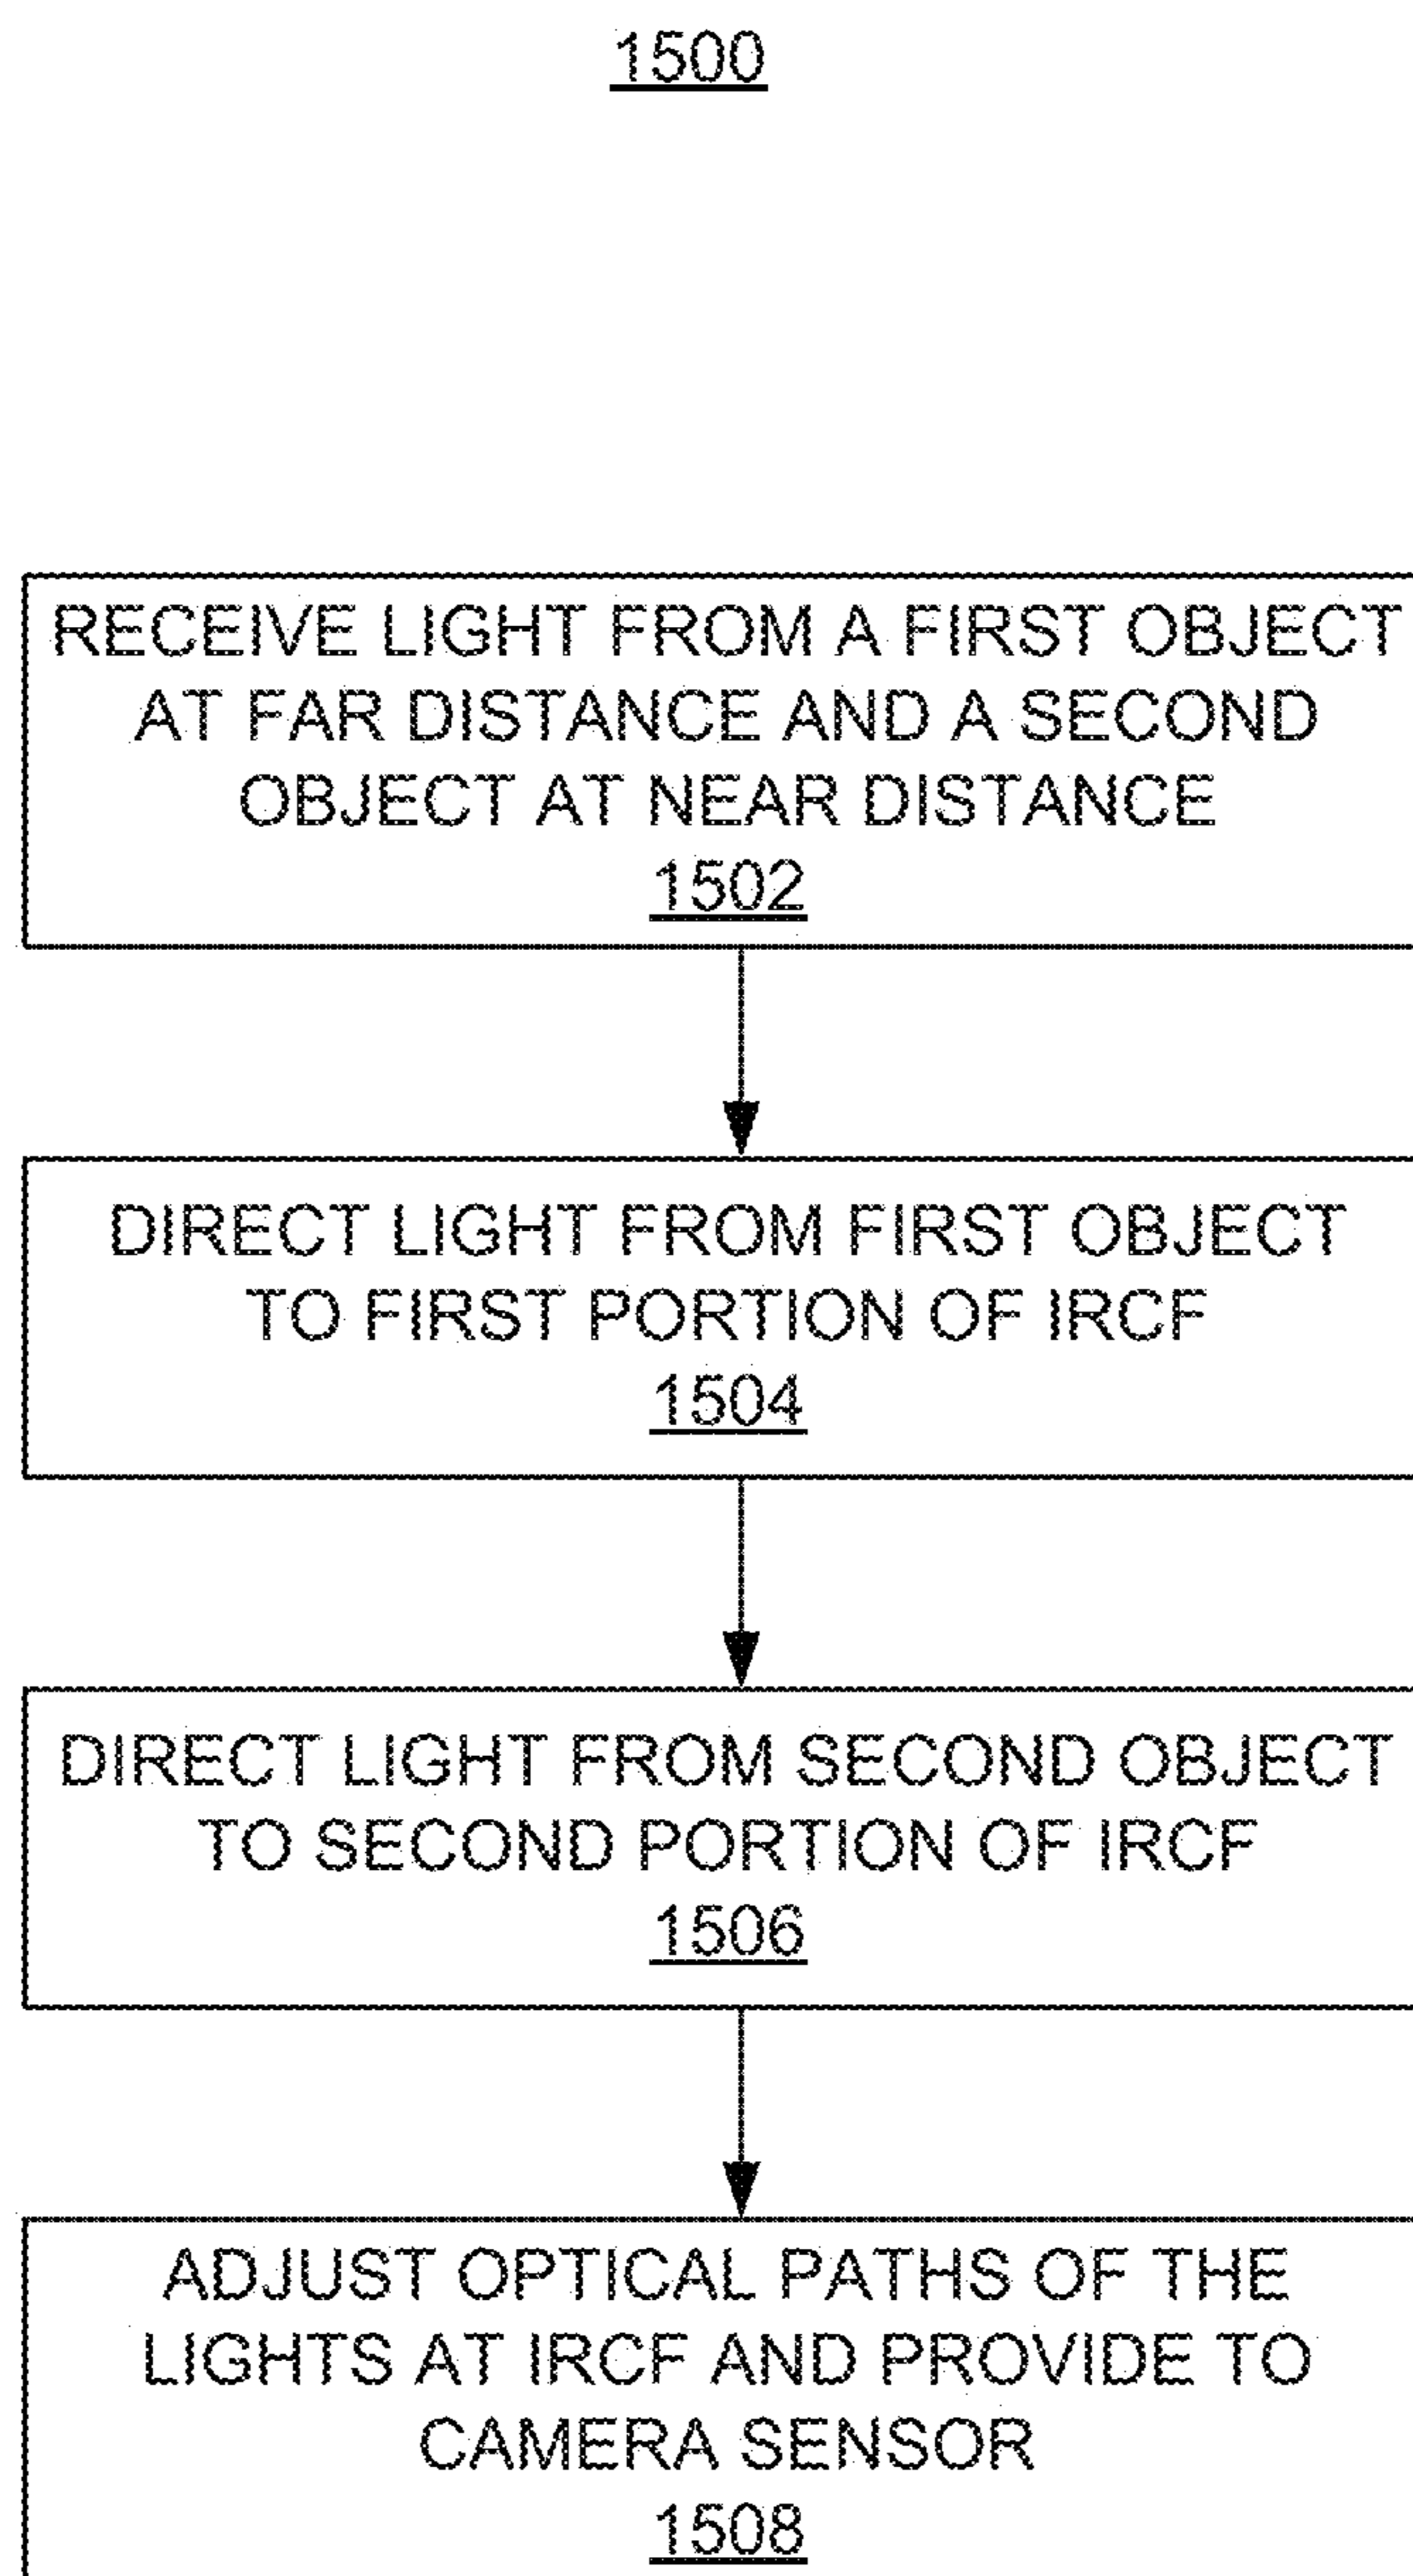 1500
RECEIVE LIGHT FROM A FIRST OBJECT
AT FAR DISTANCE AND A SECOND
OBJECT AT NEAR DISTANCE
1502
DIRECT LIGHT FROM FIRST OBJECT
TO FIRST PORTION OF IRCF
1504
DIRECT LIGHT FROM SECOND OBJECT
TO SECOND PORTION OF IRCF
1506
ADJUST OPTICAL PATHS OF THE
LIGHTS AT IRCF AND PROVIDE TO
CAMERA SENSOR
1508